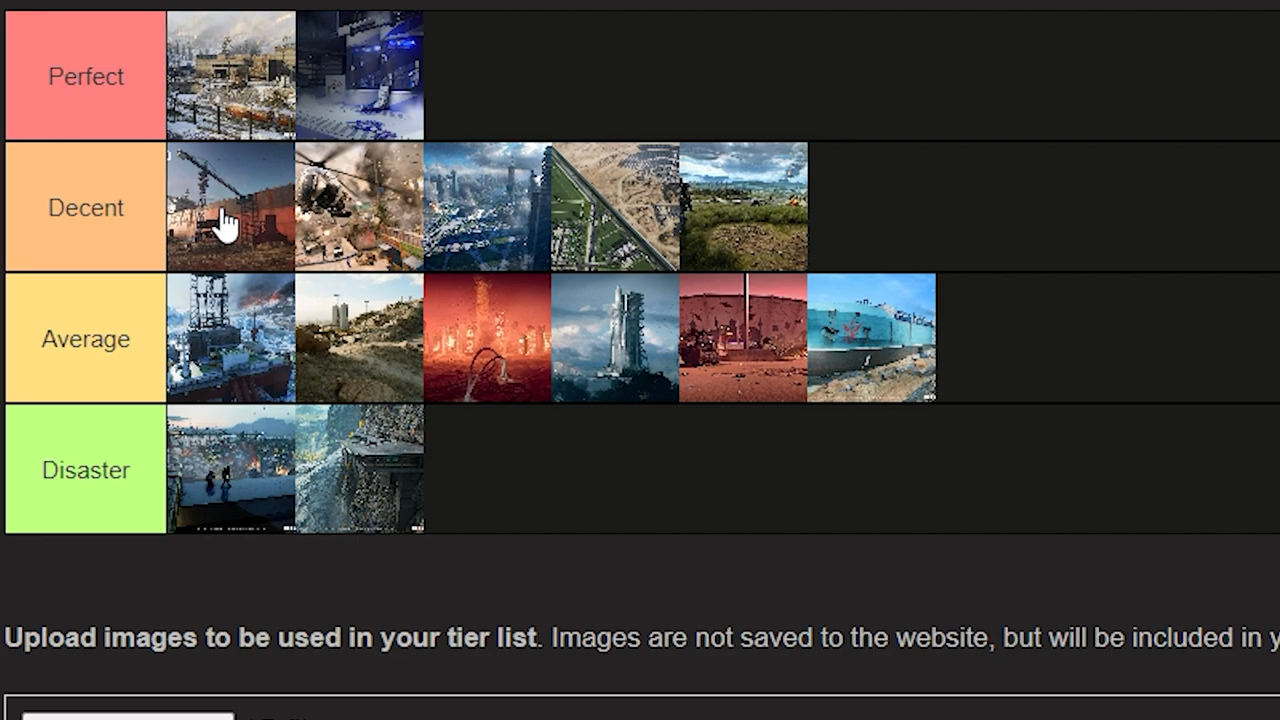 Perfect
Decent
Average
Disaster
Upload images to be used in your tier list. Images are not saved to the website, but will be included in y